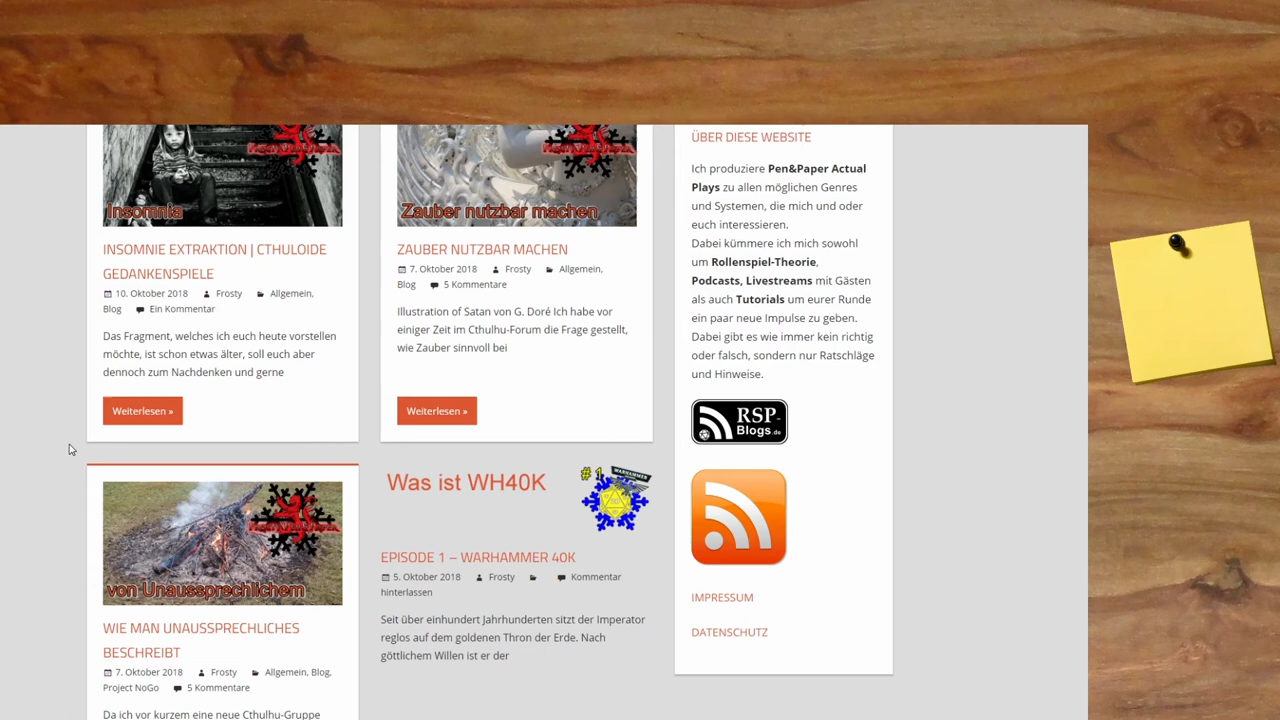 Insomnia
INSOMNIE EXTRAKTION | CTHULOIDE
GEDANKENSPIELE
10. Oktober 2018 Frosty Allgemein,
Blog Ein Kommentar
Das Fragment, welches ich euch heute vorstellen
möchte, ist schon etwas älter, soll euch aber
dennoch zum Nachdenken und gerne
Weiterlesen »
Zauber nutzbar machen
ZAUBER NUTZBAR MACHEN
7. Oktober 2018 Frosty Allgemein,
Blog 5 Kommentare
Illustration of Satan von G. Doré Ich habe vor
einiger Zeit im Cthulhu-Forum die Frage gestellt,
wie Zauber sinnvoll bei
Weiterlesen »
von Unaussprechlichem
WIE MAN UNAUSSPRECHLICHES
BESCHREIBT
7. Oktober 2018 Frosty Allgemein, Blog,
Project NoGo 5 Kommentare
Da ich vor kurzem eine neue Cthulhu-Gruppe
Was ist WH40K
#1
WARHAMMER
EPISODE 1 – WARHAMMER 40K
5. Oktober 2018 Frosty Kommentar
hinterlassen
Seit über einhundert Jahrhunderten sitzt der Imperator
reglos auf dem goldenen Thron der Erde. Nach
göttlichem Willen ist er der
ÜBER DIESE WEBSITE
Ich produziere Pen&Paper Actual
Plays zu allen möglichen Genres
und Systemen, die mich und oder
euch interessieren.
Dabei kümmere ich mich sowohl
um Rollenspiel-Theorie,
Podcasts, Livestreams mit Gästen
als auch Tutorials um eurer Runde
ein paar neue Impulse zu geben.
Dabei gibt es wie immer kein richtig
oder falsch, sondern nur Ratschläge
und Hinweise.
RSP-
Blogs.de
IMPRESSUM
DATENSCHUTZ